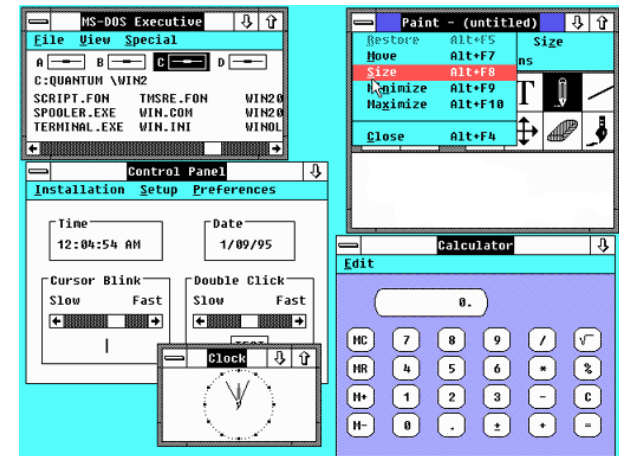 MS-DOS Executive
File View Special
A B C D
C:QUANTUM \WIN2
SCRIPT.FON TMSRE.FON WIN20
SPOOLER.EXE WIN.COM WIN20
TERMINAL.EXE WIN.INI WINOL
Paint - (untitled)
Restore Alt+F5
Move Alt+F7
Size Alt+F8
Minimize Alt+F9
Maximize Alt+F10
Close Alt+F4
Size
ns
T
Control Panel
Installation Setup Preferences
Time
12:04:54 AM
Date
1/09/95
Cursor Blink
Slow Fast
Double Click
Slow Fast
Clock
Calculator
Edit
0.
MC 7 8 9 / √
MR 4 5 6 * %
M+ 1 2 3 - C
M- 0 . ± + =